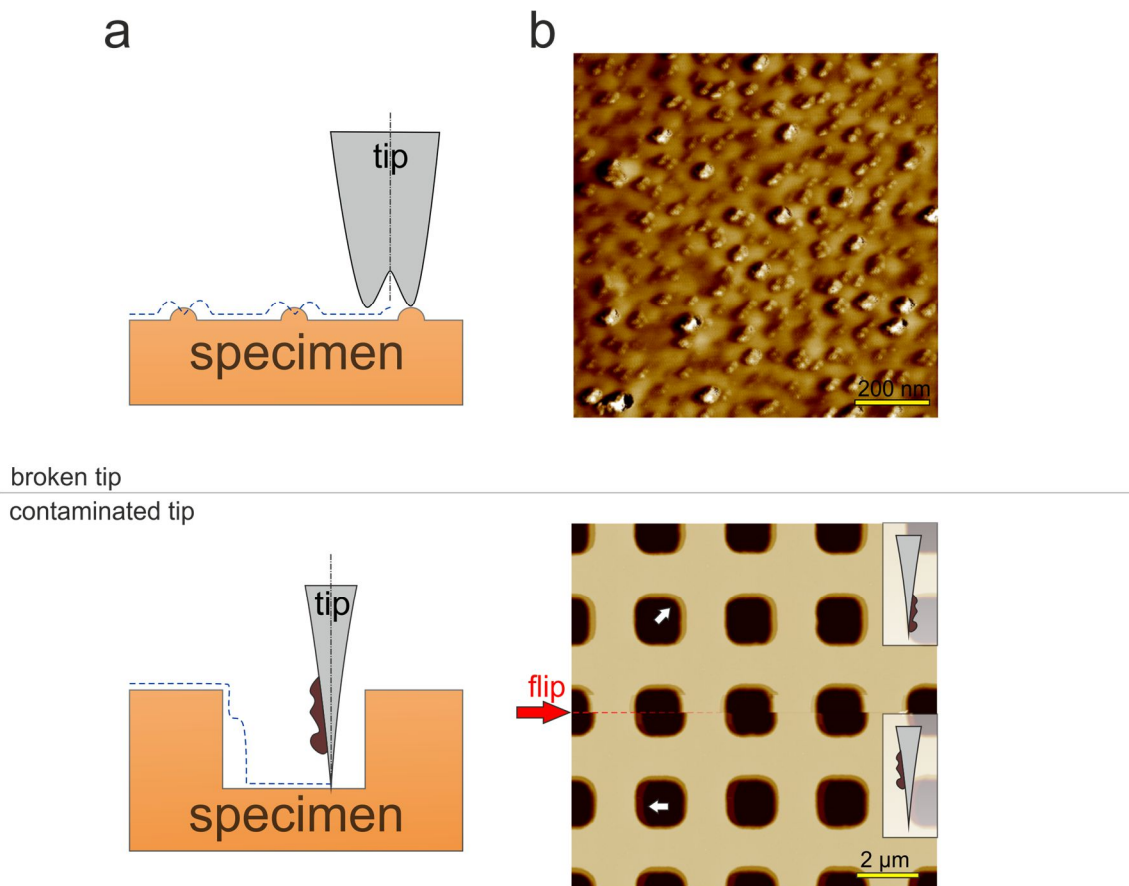 a
b
tip
specimen
200 nm
broken tip
contaminated tip
tip
flip
specimen
2 µm